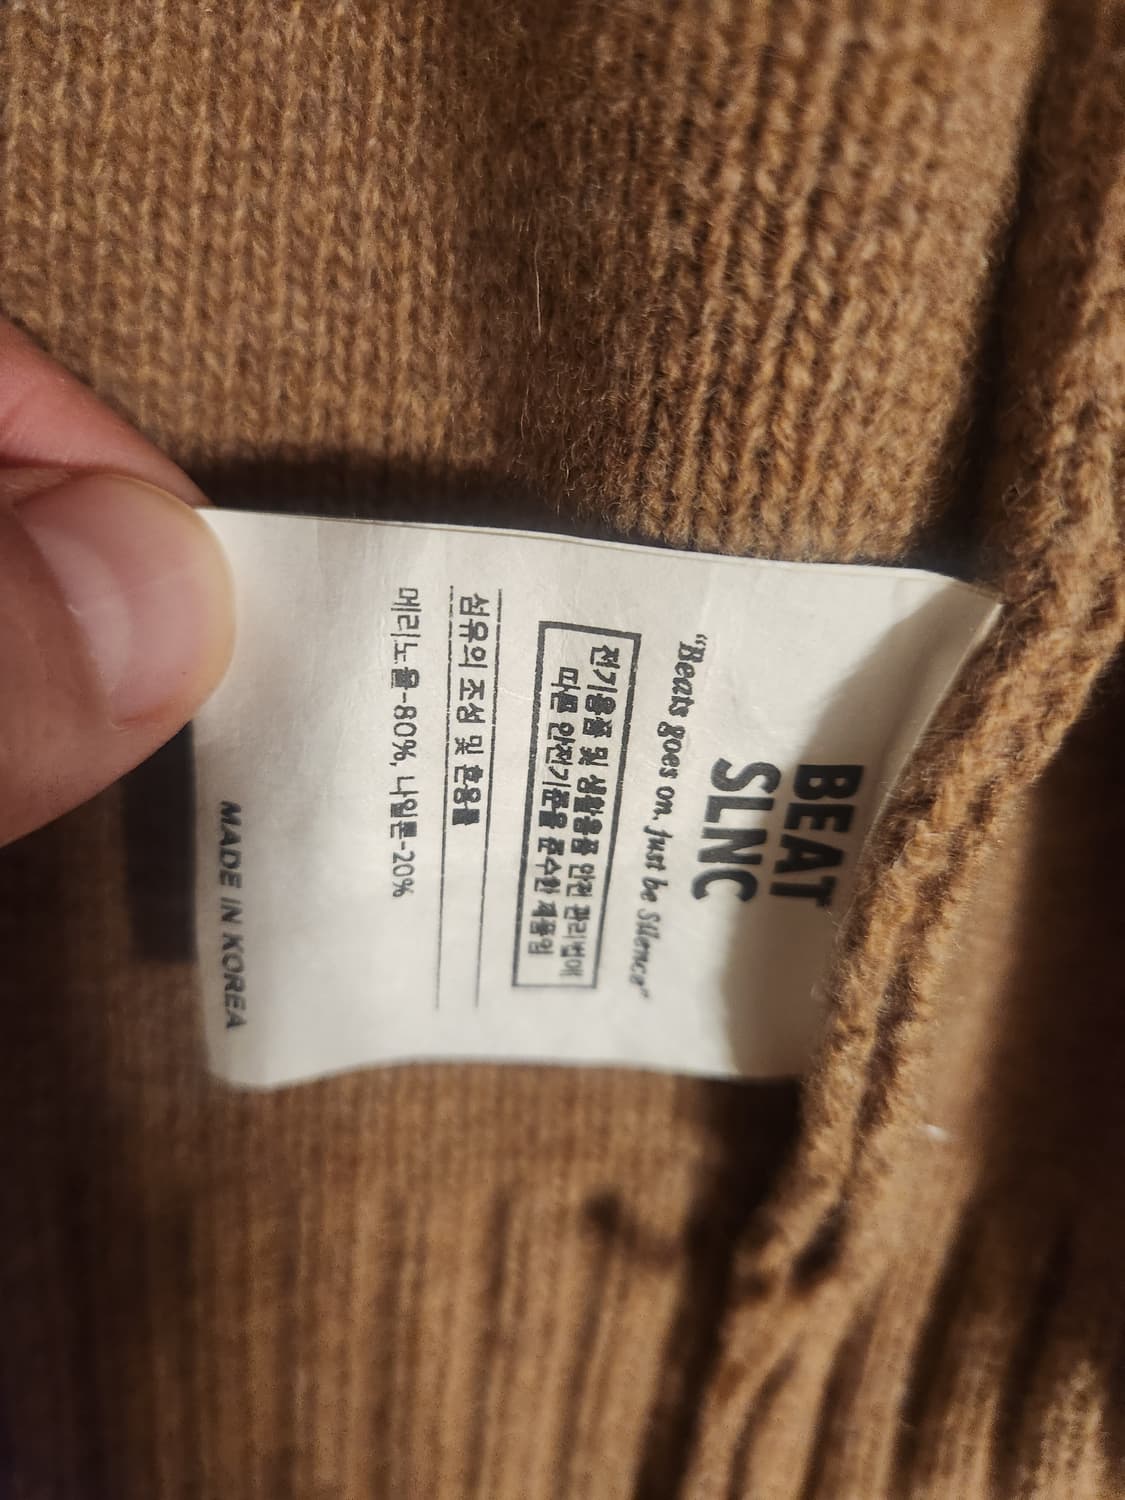 BEAT
SLNC
"Beats goes on, Just be Silence"
전기용품 및 생활용품 안전 관리법에
따른 안전기준을 준수한 제품임
섬유의 조성 및 혼용률
메리노울-80%, 나일론-20%
MADE IN KOREA